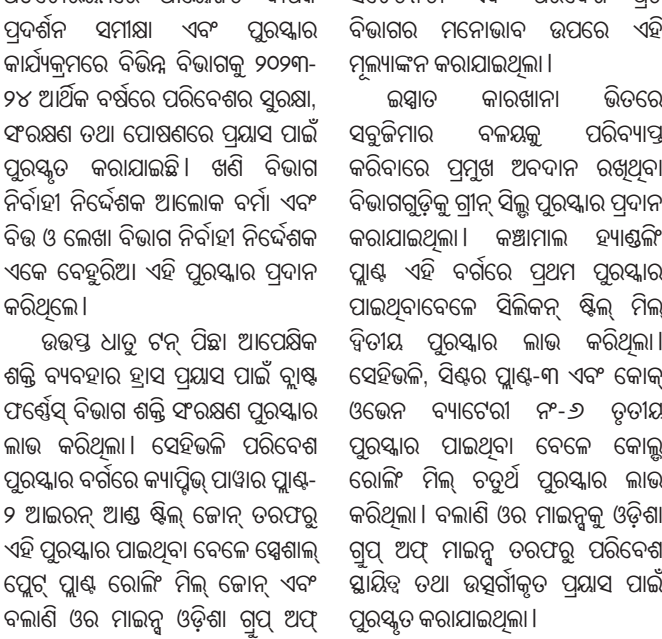 ପ୍ରଦର୍ଶନ ସମୀକ୍ଷା ଏବଂ ପୁରସ୍କାର
କାର୍ଯ୍ୟକ୍ରମରେ ବିଭିନ୍ନ ବିଭାଗକୁ ୨୦୨୩-
୨୪ ଆର୍ଥିକ ବର୍ଷରେ ପରିବେଶର ସୁରକ୍ଷା,
ସଂରକ୍ଷଣ ତଥା ପୋଷଣରେ ପ୍ରୟାସ ପାଇଁ
ପୁରସ୍କୃତ କରାଯାଇଛି। ଖଣି ବିଭାଗ
ନିର୍ବାହୀ ନିର୍ଦ୍ଦେଶକ ଆଲୋକ ବର୍ମା ଏବଂ
ବିଉ ଓ ଲେଖା ବିଭାଗ ନିର୍ବାହୀ ନିର୍ଦ୍ଦେଶକ
ଏକେ ବେହୁରିଆ ଏହି ପୁରସ୍କାର ପ୍ରଦାନ
କରିଥିଲେ।
ଉତ୍ତପ୍ତ ଧାତୁ ଟନ୍ ପିଛା ଆପେକ୍ଷିକ
ଶକ୍ତି ବ୍ୟବହାର ହ୍ରାସ ପ୍ରୟାସ ପାଇଁ ବ୍ଲାଷ୍ଟ
ଫର୍ଣ୍ଣେସ୍ ବିଭାଗ ଶକ୍ତି ସଂରକ୍ଷଣ ପୁରସ୍କାର
ଲାଭ କରିଥିଲା। ସେହିଭଳି ପରିବେଶ
ପୁରସ୍କାର ବର୍ଗରେ କ୍ୟାପ୍ଟିଭ୍ ପାୱାର ପ୍ଲାଣ୍ଟ-
୨ ଆଇରନ୍ ଆଣ୍ଡ ଷ୍ଟିଲ୍ ଜୋନ୍ ତରଫରୁ
ଏହି ପୁରସ୍କାର ପାଇଥିବା ବେଳେ ସ୍ପେଶାଲ୍
ପ୍ଲେଟ୍ ପ୍ଲାଣ୍ଟ ରୋଲିଂ ମିଲ୍ ଜୋନ୍ ଏବଂ
ବଲାଣି ଓର ମାଇନ୍ସ ଓଡ଼ିଶା ଗ୍ରୁପ୍ ଅଫ୍
ବିଭାଗର ମନୋଭାବ ଉପରେ ଏହି
ମୂଲ୍ୟାଙ୍କନ କରାଯାଇଥିଲା।
ଇସ୍ପାତ କାରଖାନା ଭିତରେ
ସବୁଜିମାର ବଳୟକୁ ପରିବ୍ୟାପ୍ତ
କରିବାରେ ପ୍ରମୁଖ ଅବଦାନ ରଖିଥିବା
ବିଭାଗଗୁଡ଼ିକୁ ଗ୍ରୀନ୍ ସିଲ୍ଡ ପୁରସ୍କାର ପ୍ରଦାନ
କରାଯାଇଥିଲା। କଞ୍ଚାମାଲ ହ୍ୟାଣ୍ଡଲିଂ
ପ୍ଲାଣ୍ଟ ଏହି ବର୍ଗରେ ପ୍ରଥମ ପୁରସ୍କାର
ପାଇଥିବାବେଳେ ସିଲିକନ୍ ଷ୍ଟିଲ୍ ମିଲ୍
ଦ୍ୱିତୀୟ ପୁରସ୍କାର ଲାଭ କରିଥିଲା।
ସେହିଭଳି, ସିଣ୍ଟର ପ୍ଲାଣ୍ଟ-୩ ଏବଂ କୋକ୍
ଓଭେନ ବ୍ୟାଟେରୀ ନଂ-୬ ତୃତୀୟ
ପୁରସ୍କାର ପାଇଥିବା ବେଳେ କୋଲ୍ଡ
ରୋଲିଂ ମିଲ୍ ଚତୁର୍ଥ ପୁରସ୍କାର ଲାଭ
କରିଥିଲା। ବଲାଣି ଓର ମାଇନ୍ସକୁ ଓଡ଼ିଶା
ଗ୍ରୁପ୍ ଅଫ୍ ମାଇନ୍ସ ତରଫରୁ ପରିବେଶ
ସ୍ଥାୟିତ୍ୱ ତଥା ଉତ୍ସର୍ଗୀକୃତ ପ୍ରୟାସ ପାଇଁ
ପୁରସ୍କୃତ କରାଯାଇଥିଲା।